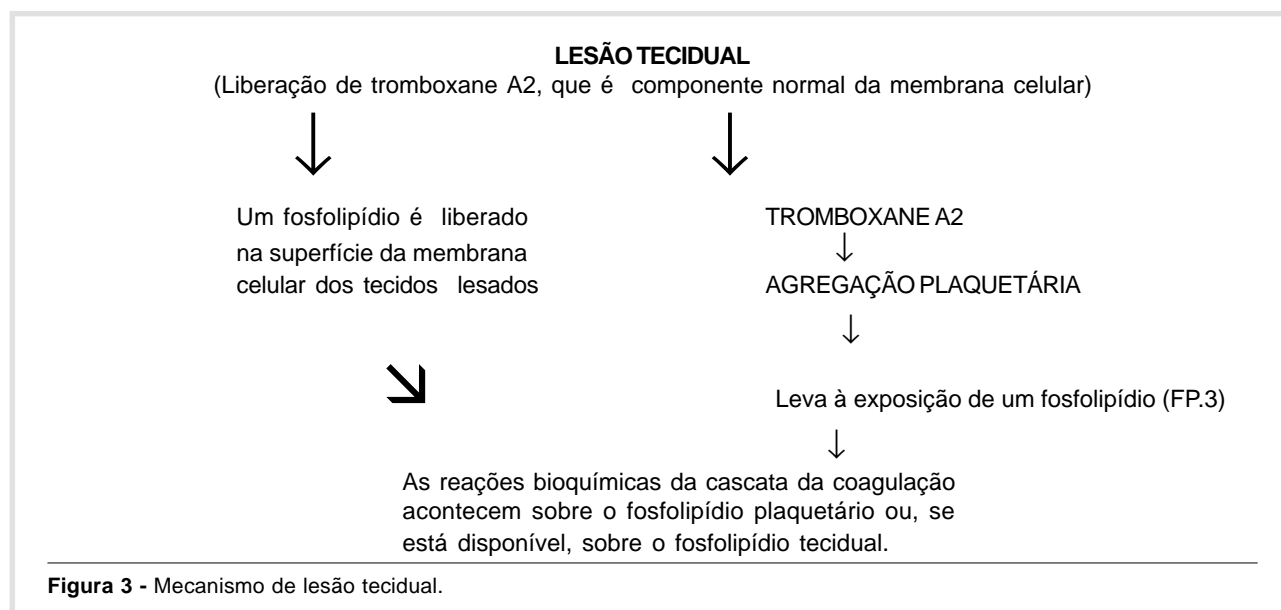 LESÃO TECIDUAL
(Liberação de tromboxane A2, que é componente normal da membrana celular)
Um fosfolipídio é liberado
na superfície da membrana
celular dos tecidos lesados
TROMBOXANE A2
AGREGAÇÃO PLAQUETÁRIA
Leva à exposição de um fosfolipídio (FP.3)
As reações bioquímicas da cascata da coagulação
acontecem sobre o fosfolipídio plaquetário ou, se
está disponível, sobre o fosfolipídio tecidual.
Figura 3 - Mecanismo de lesão tecidual.